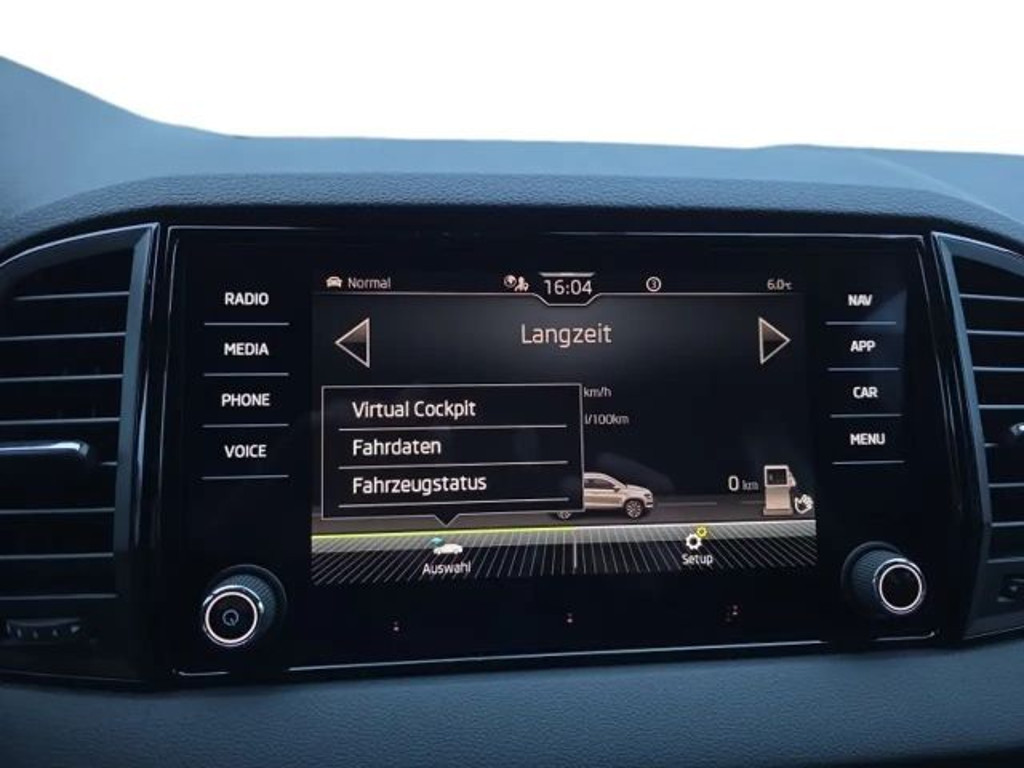 RADIO
MEDIA
PHONE
VOICE
Normal
16:04
3
6.0°C
Langzeit
km/h
l/100km
Virtual Cockpit
Fahrdaten
Fahrzeugstatus
0 km
Auswahl
Setup
NAV
APP
CAR
MENU